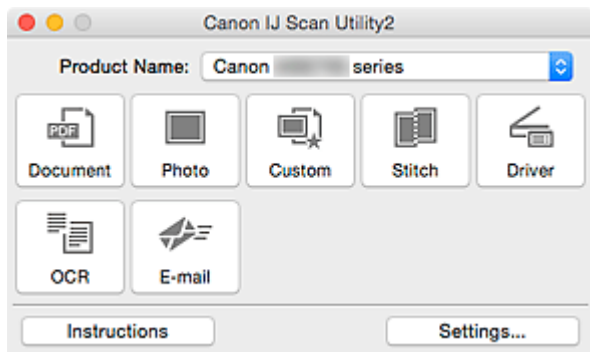 Canon IJ Scan Utility2
Product Name: Canon series
PDF
Document Photo Custom Stitch Driver
OCR E-mail
Instructions Settings...